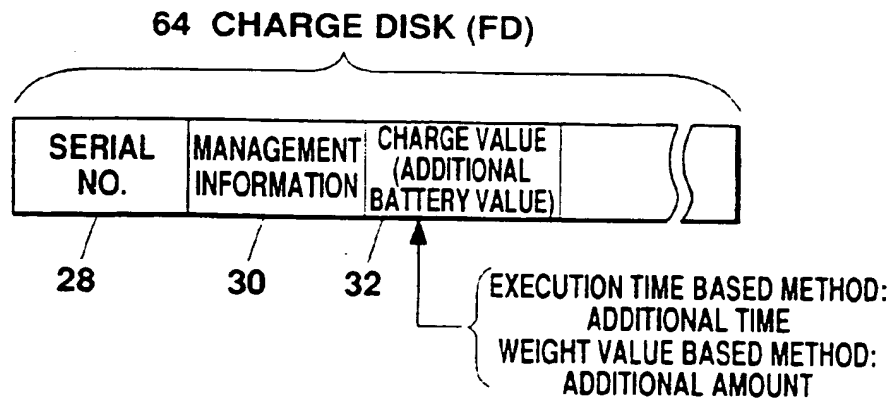 64 CHARGE DISK (FD)
SERIAL
NO.
MANAGEMENT
INFORMATION
CHARGE VALUE
(ADDITIONAL
BATTERY VALUE)
28
30
32
EXECUTION TIME BASED METHOD:
ADDITIONAL TIME
WEIGHT VALUE BASED METHOD:
ADDITIONAL AMOUNT